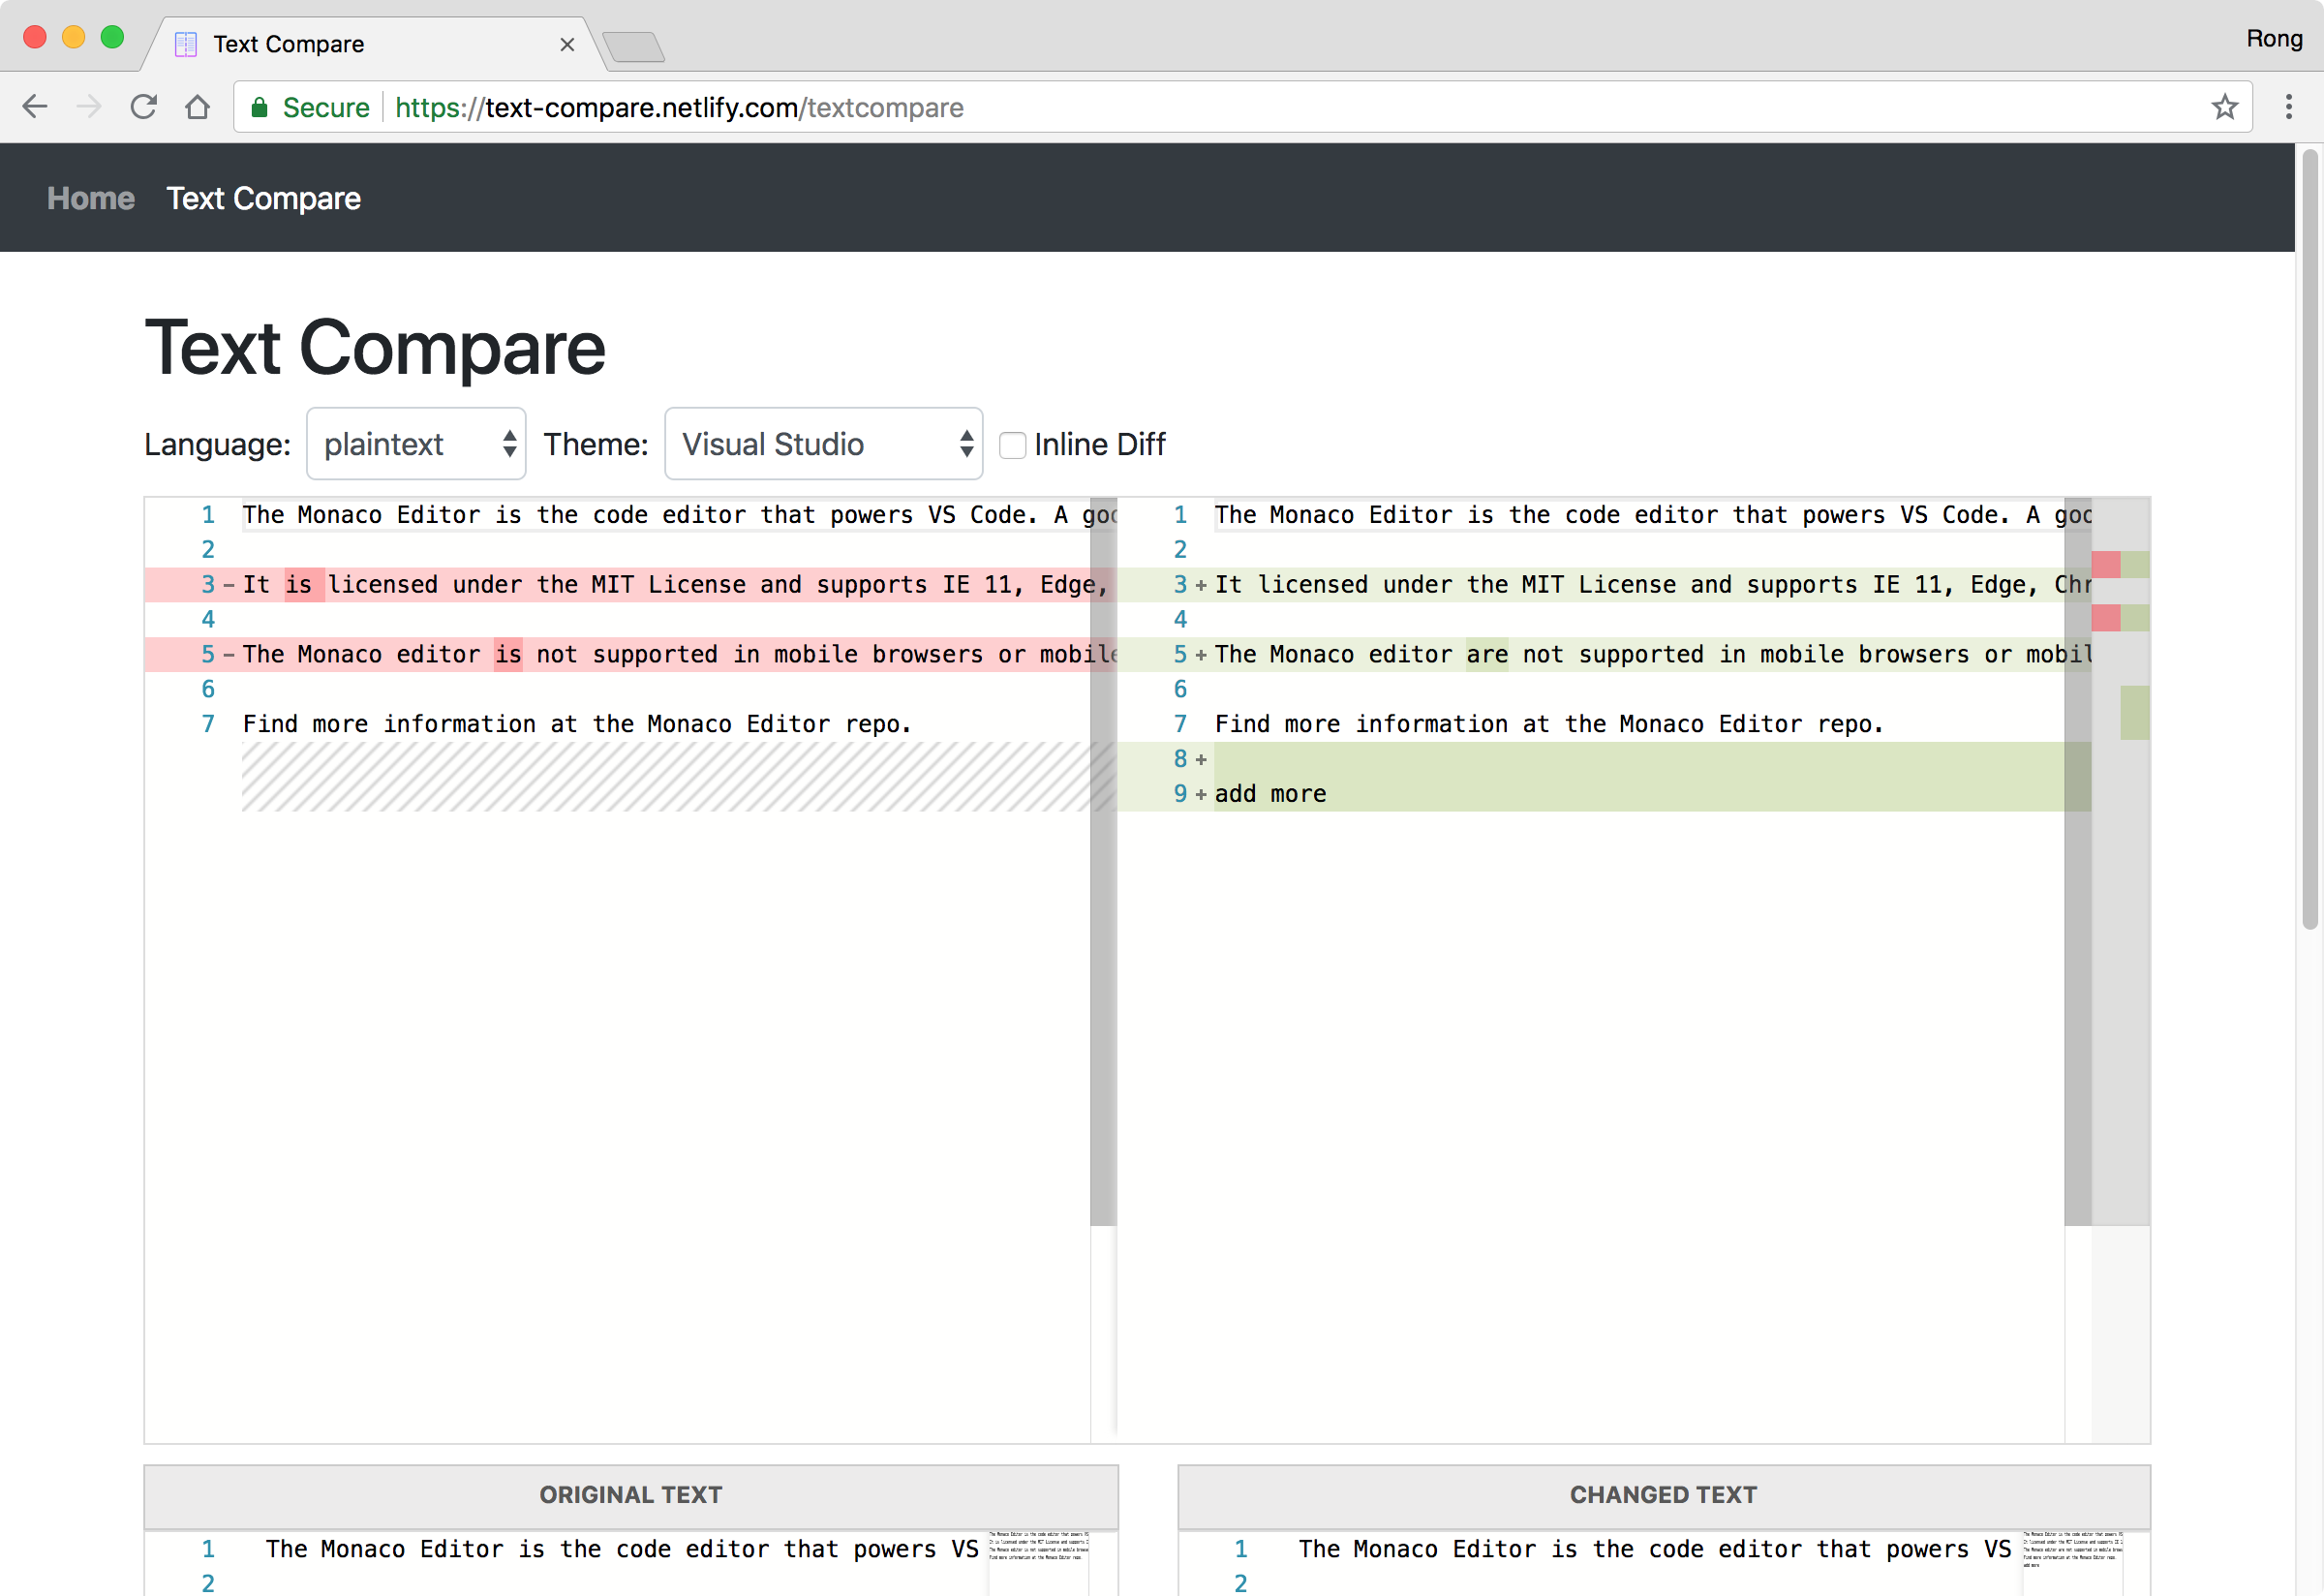 Text Compare
Rong
Secure https://text-compare.netlify.com/textcompare
Home Text Compare
Text Compare
Language: plaintext Theme: Visual Studio Inline Diff
1 The Monaco Editor is the code editor that powers VS Code. A goo
2
3 - It is licensed under the MIT License and supports IE 11, Edge,
4
5 - The Monaco editor is not supported in mobile browsers or mobile
6
7 Find more information at the Monaco Editor repo.
1 The Monaco Editor is the code editor that powers VS Code. A goo
2
3 + It licensed under the MIT License and supports IE 11, Edge, Chr
4
5 + The Monaco editor are not supported in mobile browsers or mobil
6
7 Find more information at the Monaco Editor repo.
8 +
9 + add more
ORIGINAL TEXT
1 The Monaco Editor is the code editor that powers VS
2
CHANGED TEXT
1 The Monaco Editor is the code editor that powers VS
2